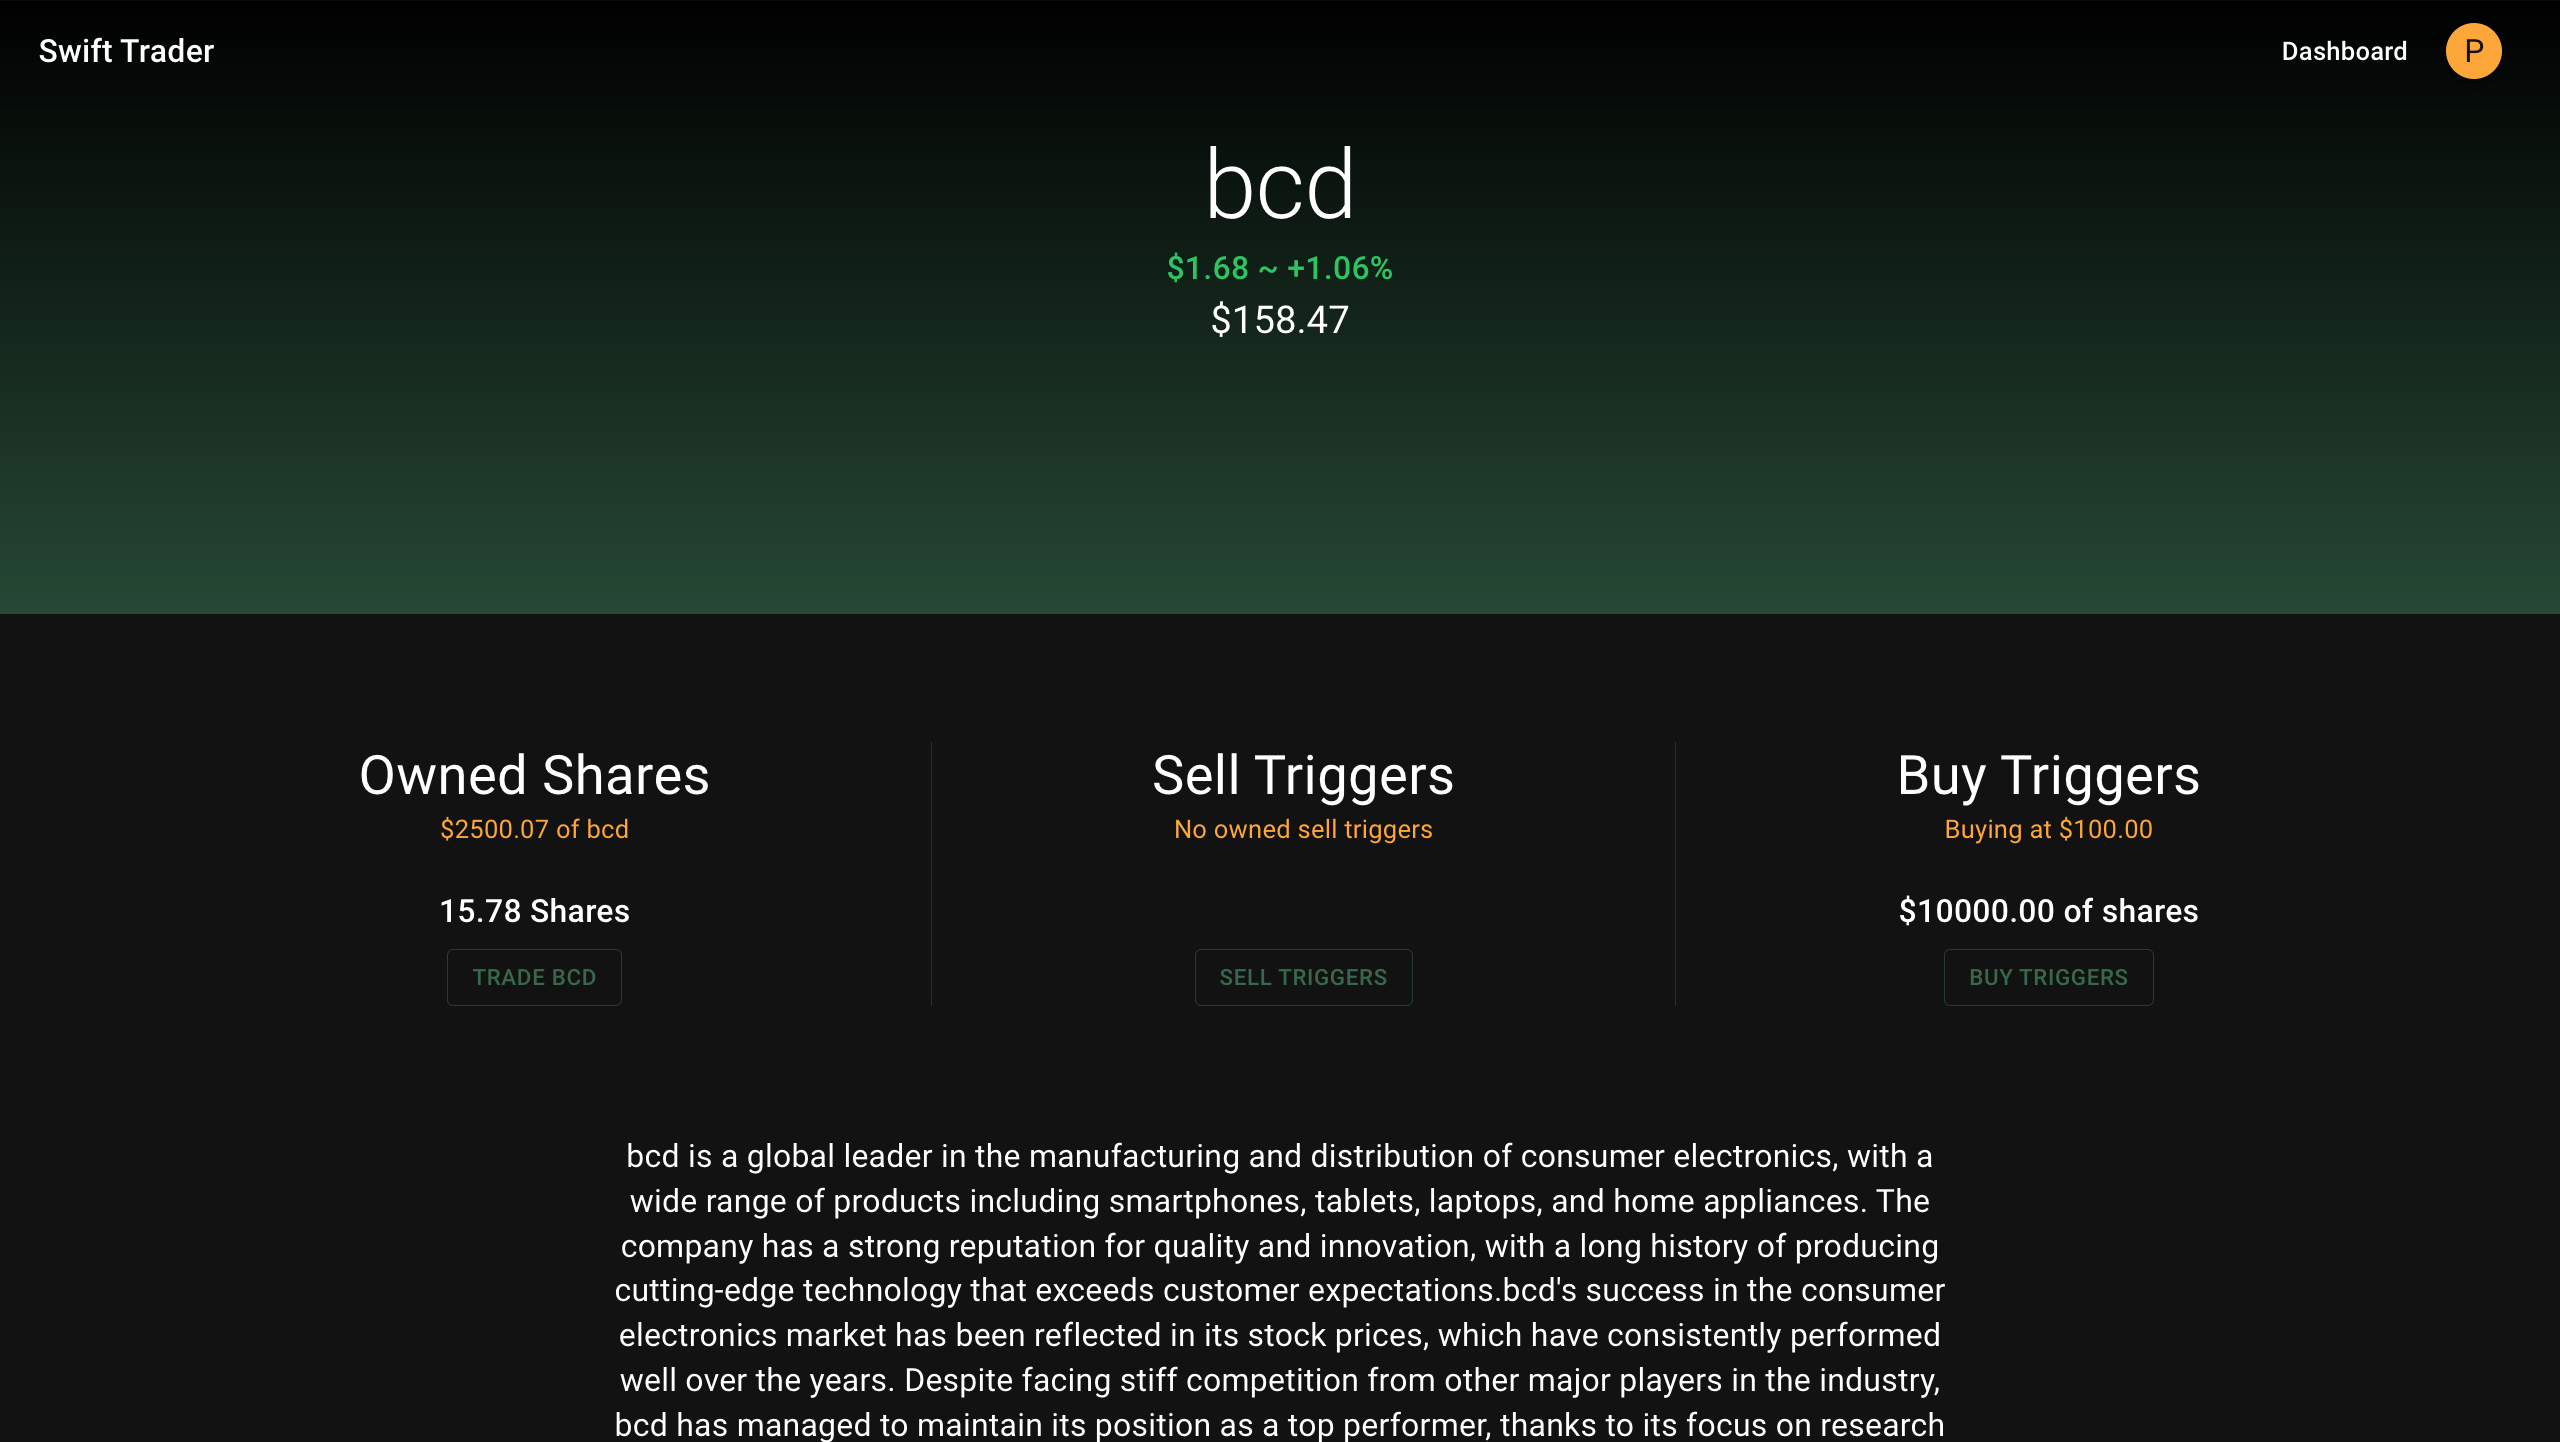 Swift Trader
Dashboard
P
bcd
$1.68 ~ +1.06%
$158.47
Owned Shares
$2500.07 of bcd
15.78 Shares
TRADE BCD
Sell Triggers
No owned sell triggers
SELL TRIGGERS
Buy Triggers
Buying at $100.00
$10000.00 of shares
BUY TRIGGERS
bcd is a global leader in the manufacturing and distribution of consumer electronics, with a
wide range of products including smartphones, tablets, laptops, and home appliances. The
company has a strong reputation for quality and innovation, with a long history of producing
cutting-edge technology that exceeds customer expectations.bcd's success in the consumer
electronics market has been reflected in its stock prices, which have consistently performed
well over the years. Despite facing stiff competition from other major players in the industry,
bcd has managed to maintain its position as a top performer, thanks to its focus on research